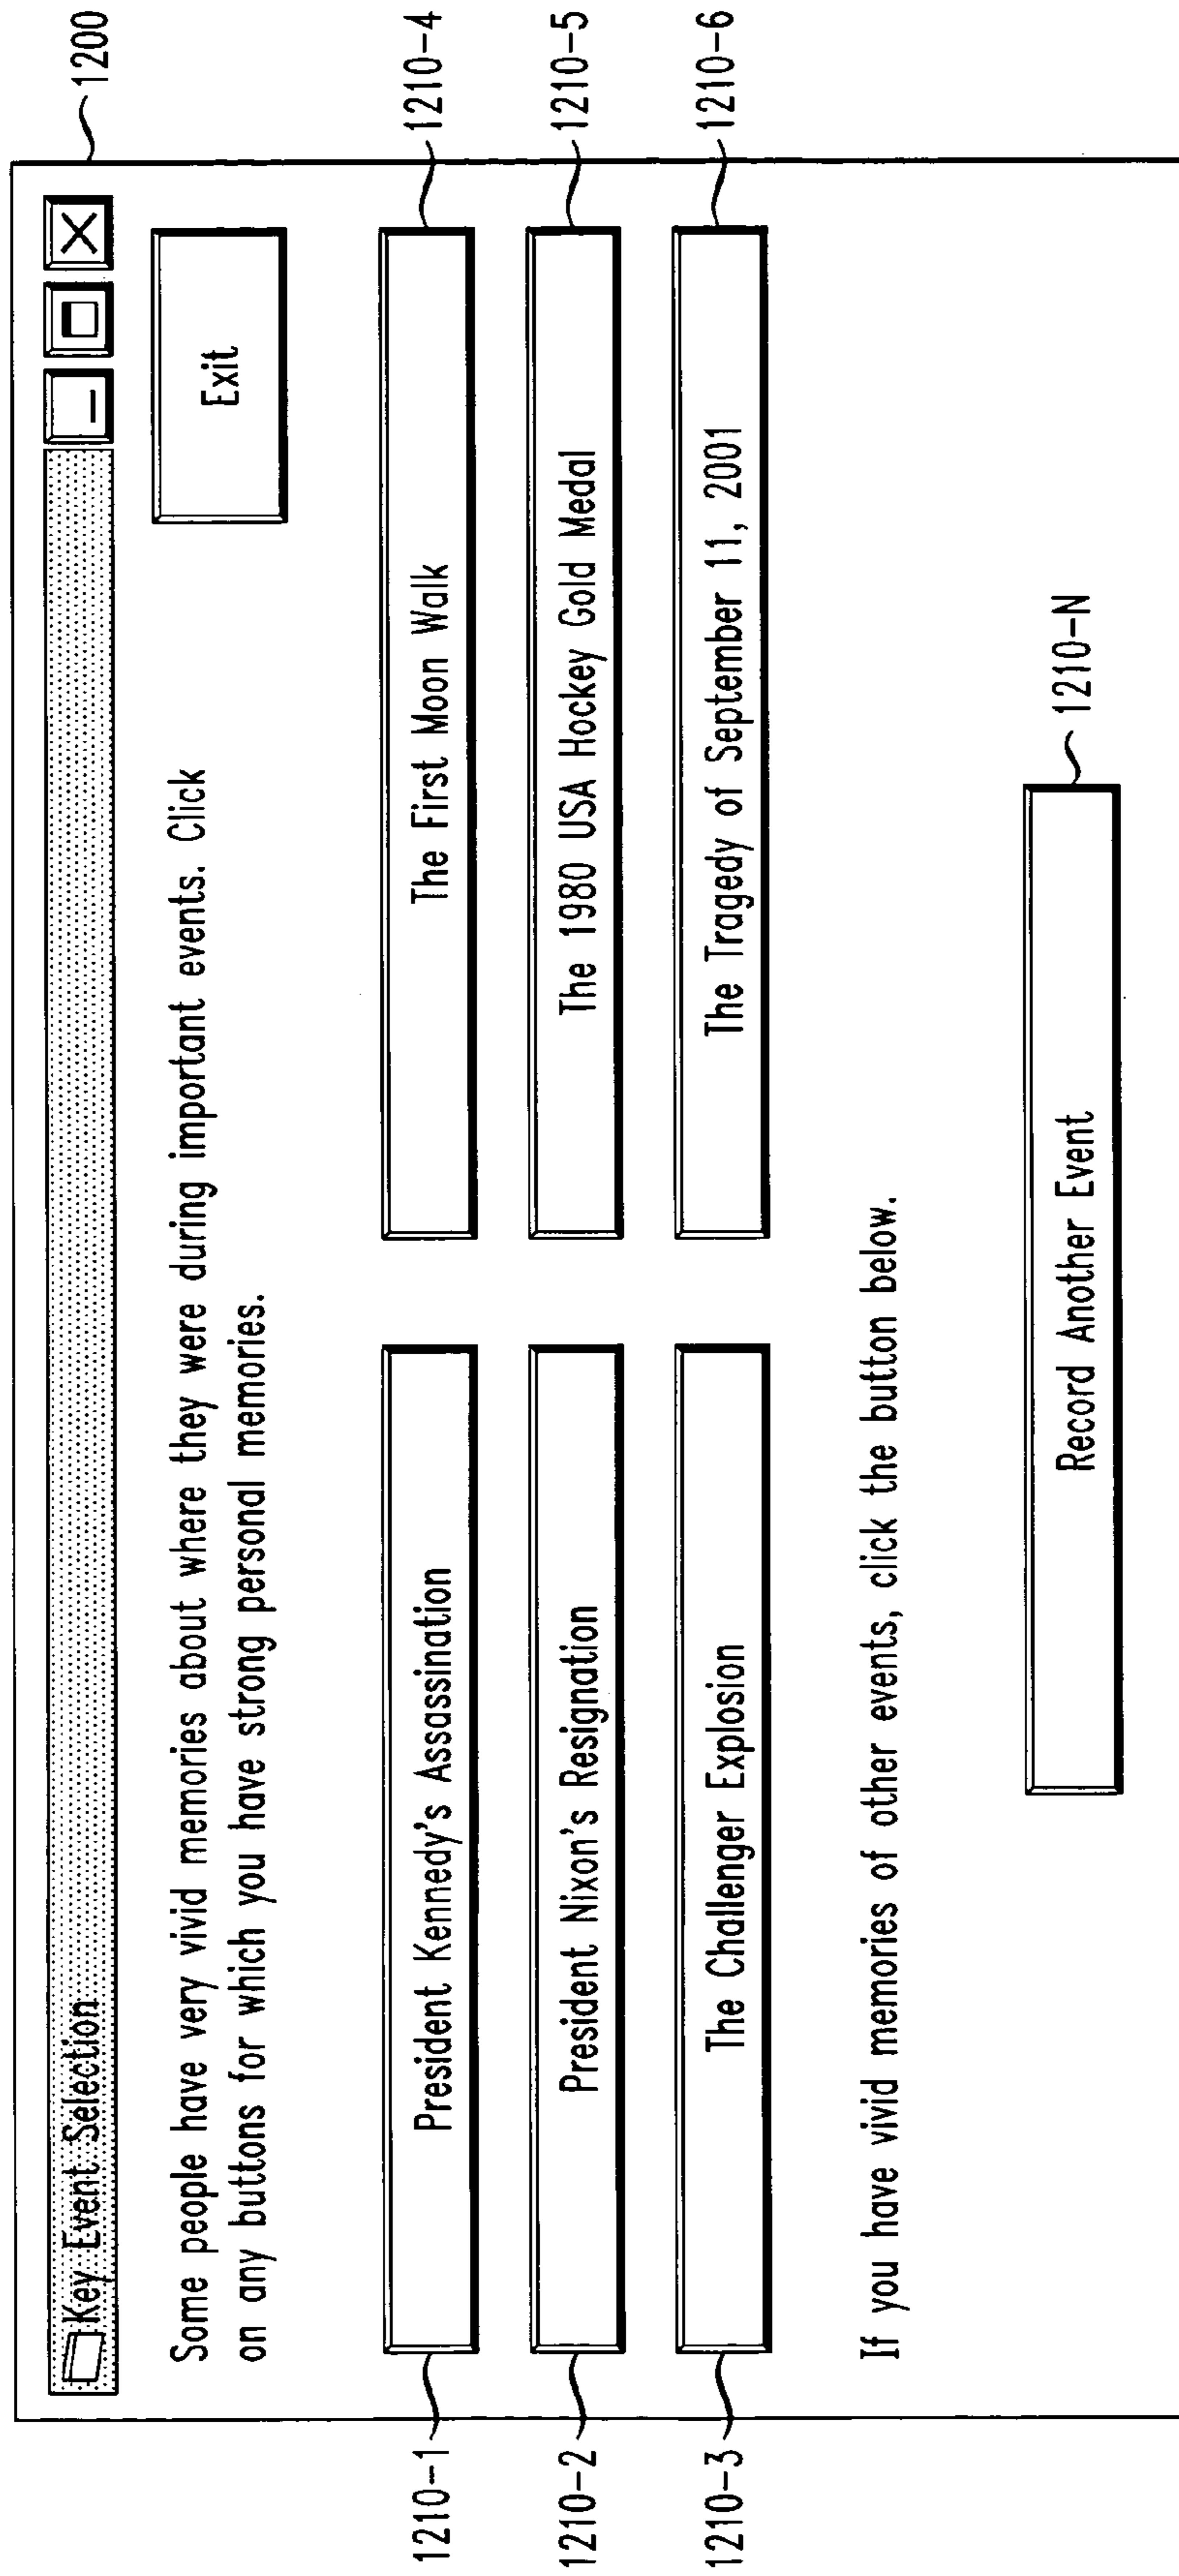 1200
Key Event Selection
Exit
Some people have very vivid memories about where they were during important events. Click
on any buttons for which you have strong personal memories.
1210-1
President Kennedy's Assassination
The First Moon Walk
1210-4
1210-2
President Nixon's Resignation
The 1980 USA Hockey Gold Medal
1210-5
1210-3
The Challenger Explosion
The Tragedy of September 11, 2001
1210-6
If you have vivid memories of other events, click the button below.
Record Another Event
1210-N